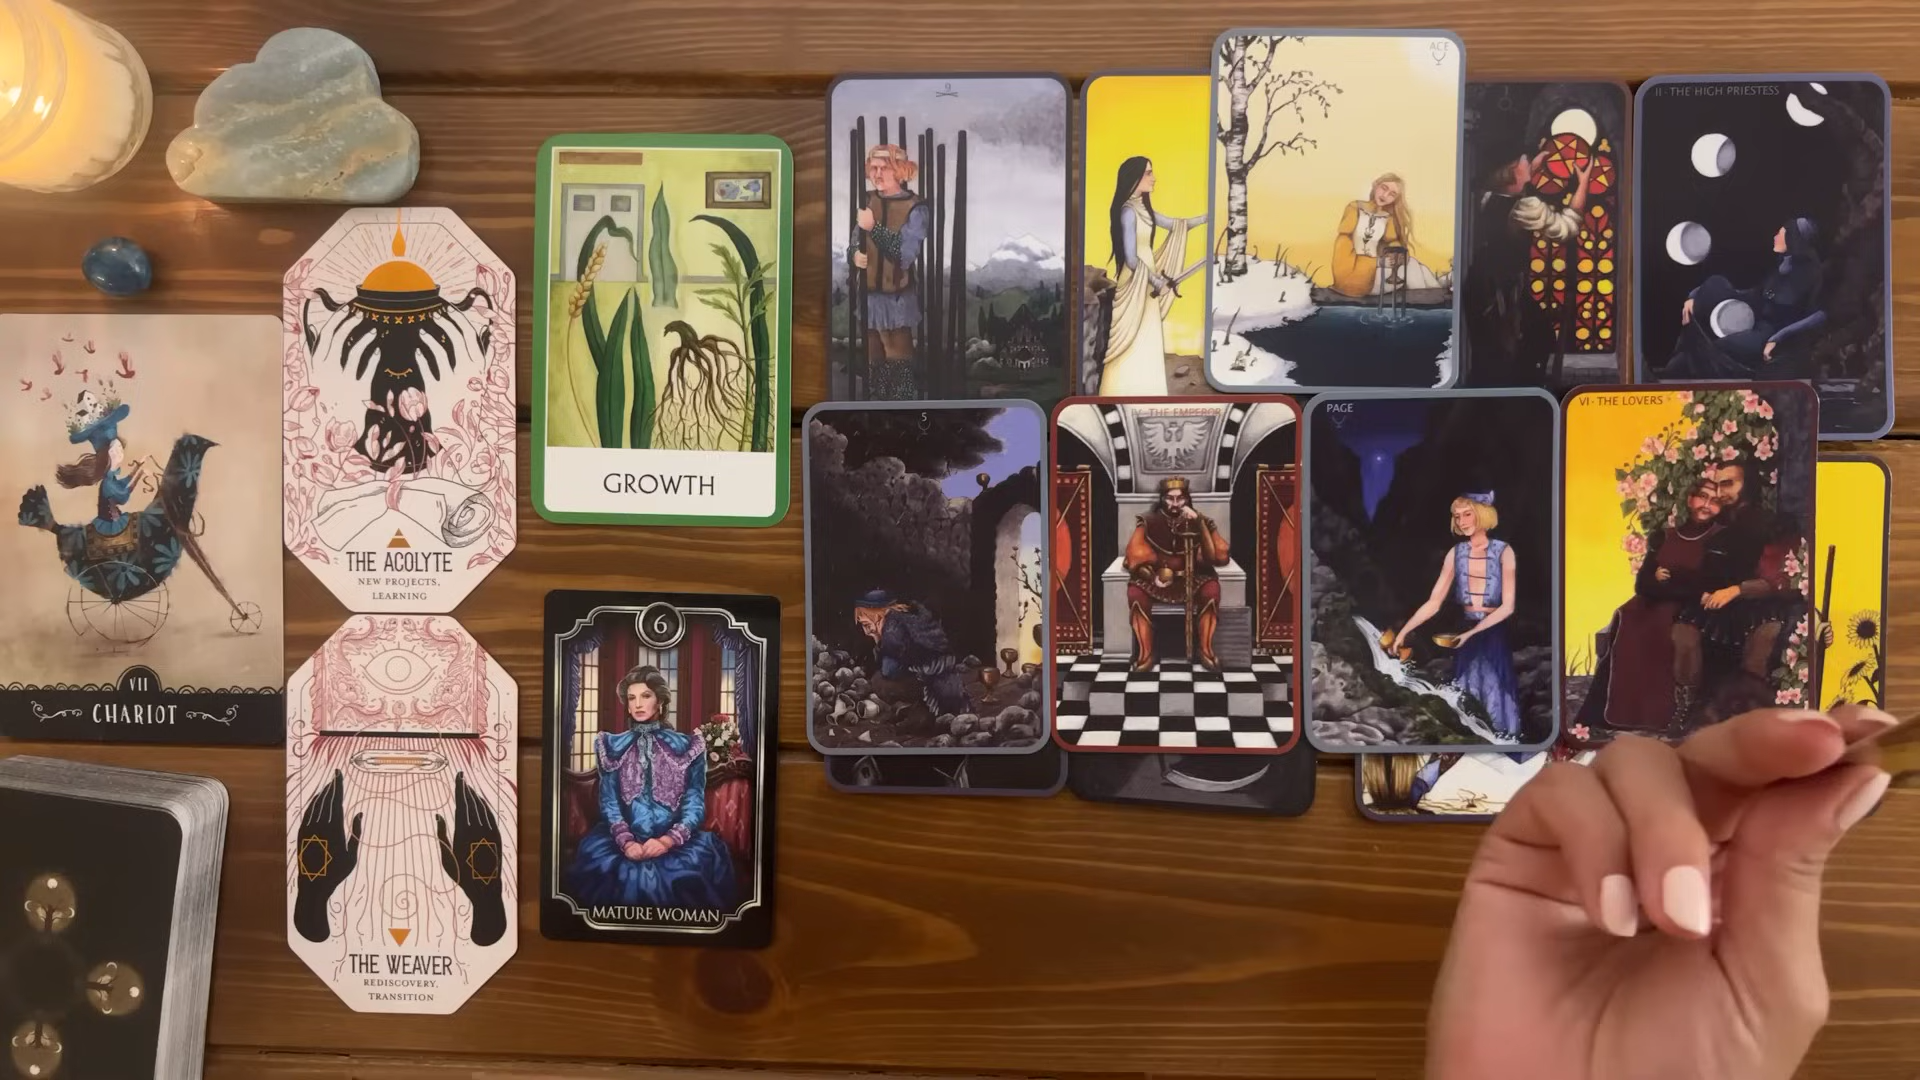 ACE
9
II - THE HIGH PRIESTESS
5
IV - THE EMPEROR
PAGE
VI - THE LOVERS
GROWTH
THE ACOLYTE
NEW PROJECTS,
LEARNING
6
MATURE WOMAN
VII
CHARIOT
THE WEAVER
REDISCOVERY,
TRANSITION